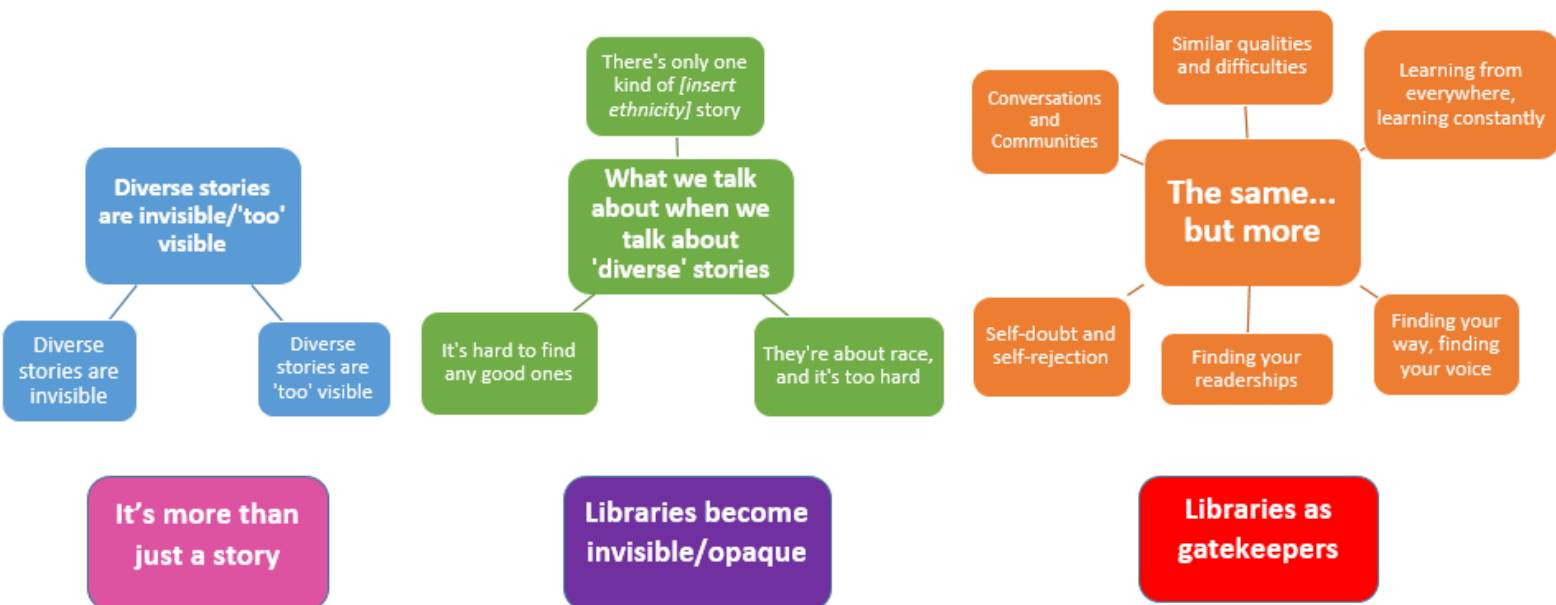 Diverse stories
are invisible/'too'
visible
Diverse
stories are
invisible
Diverse
stories are
'too' visible
There's only one
kind of [insert
ethnicity] story
What we talk
about when we
talk about
'diverse' stories
It's hard to find
any good ones
They're about race,
and it's too hard
Similar qualities
and difficulties
Conversations
and
Communities
Learning from
everywhere,
learning constantly
The same...
but more
Self-doubt and
self-rejection
Finding your
readerships
Finding your
way, finding
your voice
It’s more than
just a story
Libraries become
invisible/opaque
Libraries as
gatekeepers